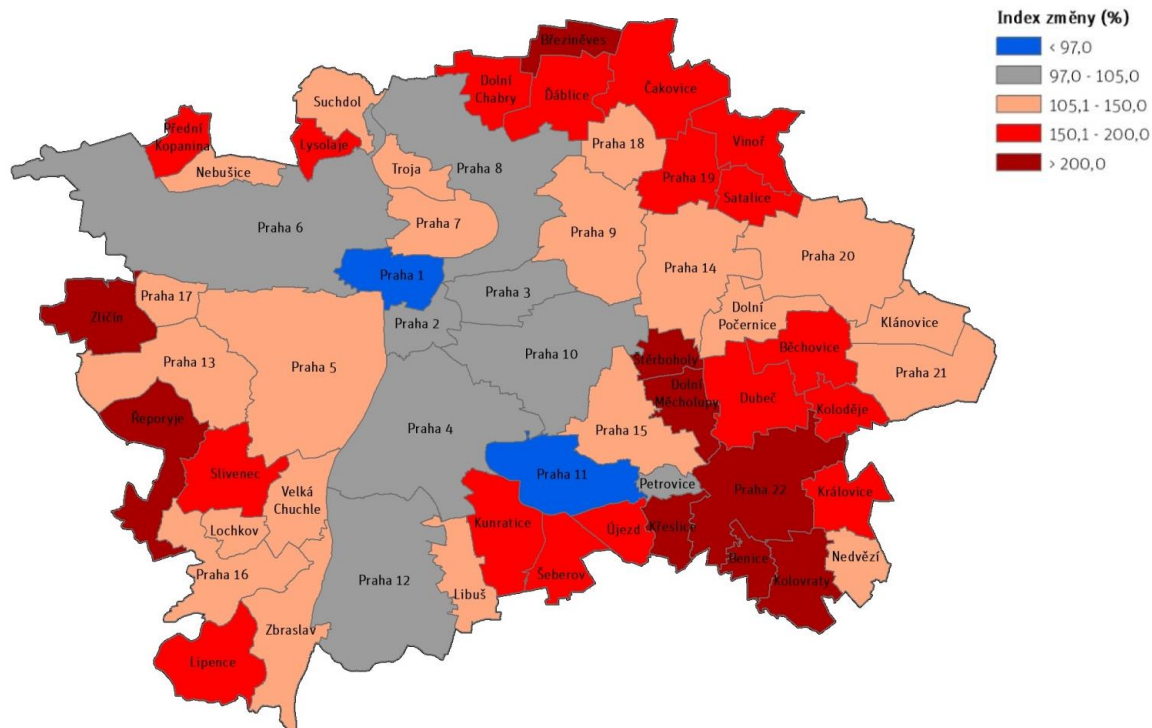 Index změny (%)
< 97,0
97,0 - 105,0
105,1 - 150,0
150,1 - 200,0
> 200,0
Březiněves
Dolní
Chabry
Ďáblice
Čakovice
Suchdol
Přední
Kopanina
Lysolaje
Nebušice
Troja
Praha 8
Praha 18
Vinoř
Praha 19
Satalice
Praha 6
Praha 7
Praha 9
Praha 20
Praha 14
Praha 1
Praha 17
Praha 3
Zličín
Praha 2
Dolní
Počernice
Klánovice
Praha 10
Praha 13
Praha 5
Štěrboholy
Běchovice
Praha 21
Dolní
Měcholupy
Dubeč
Koloděje
Řeporyje
Praha 4
Praha 15
Slivenec
Praha 11
Petrovice
Praha 22
Královice
Velká
Chuchle
Lochkov
Kunratice
Újezd
Křeslice
Nedvězí
Benice
Kolovraty
Praha 16
Praha 12
Šeberov
Libuš
Zbraslav
Lipence